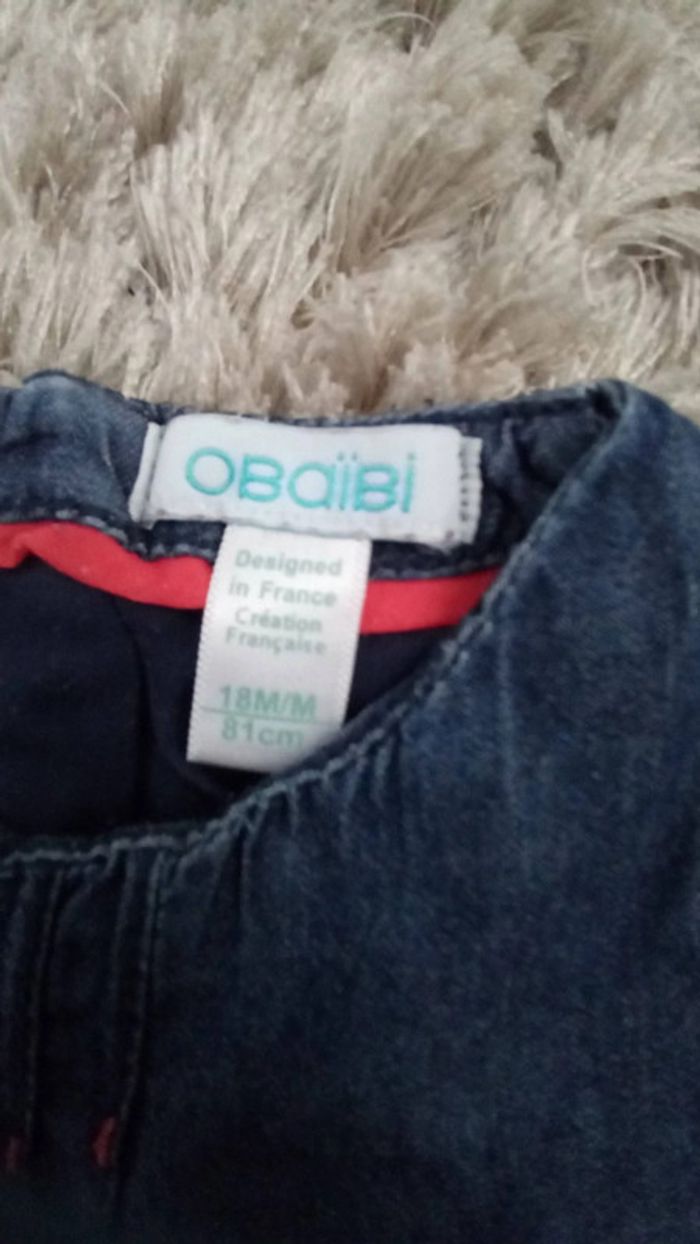 OBaïBi
Designed
in France
Création
Française
18M/M
81cm